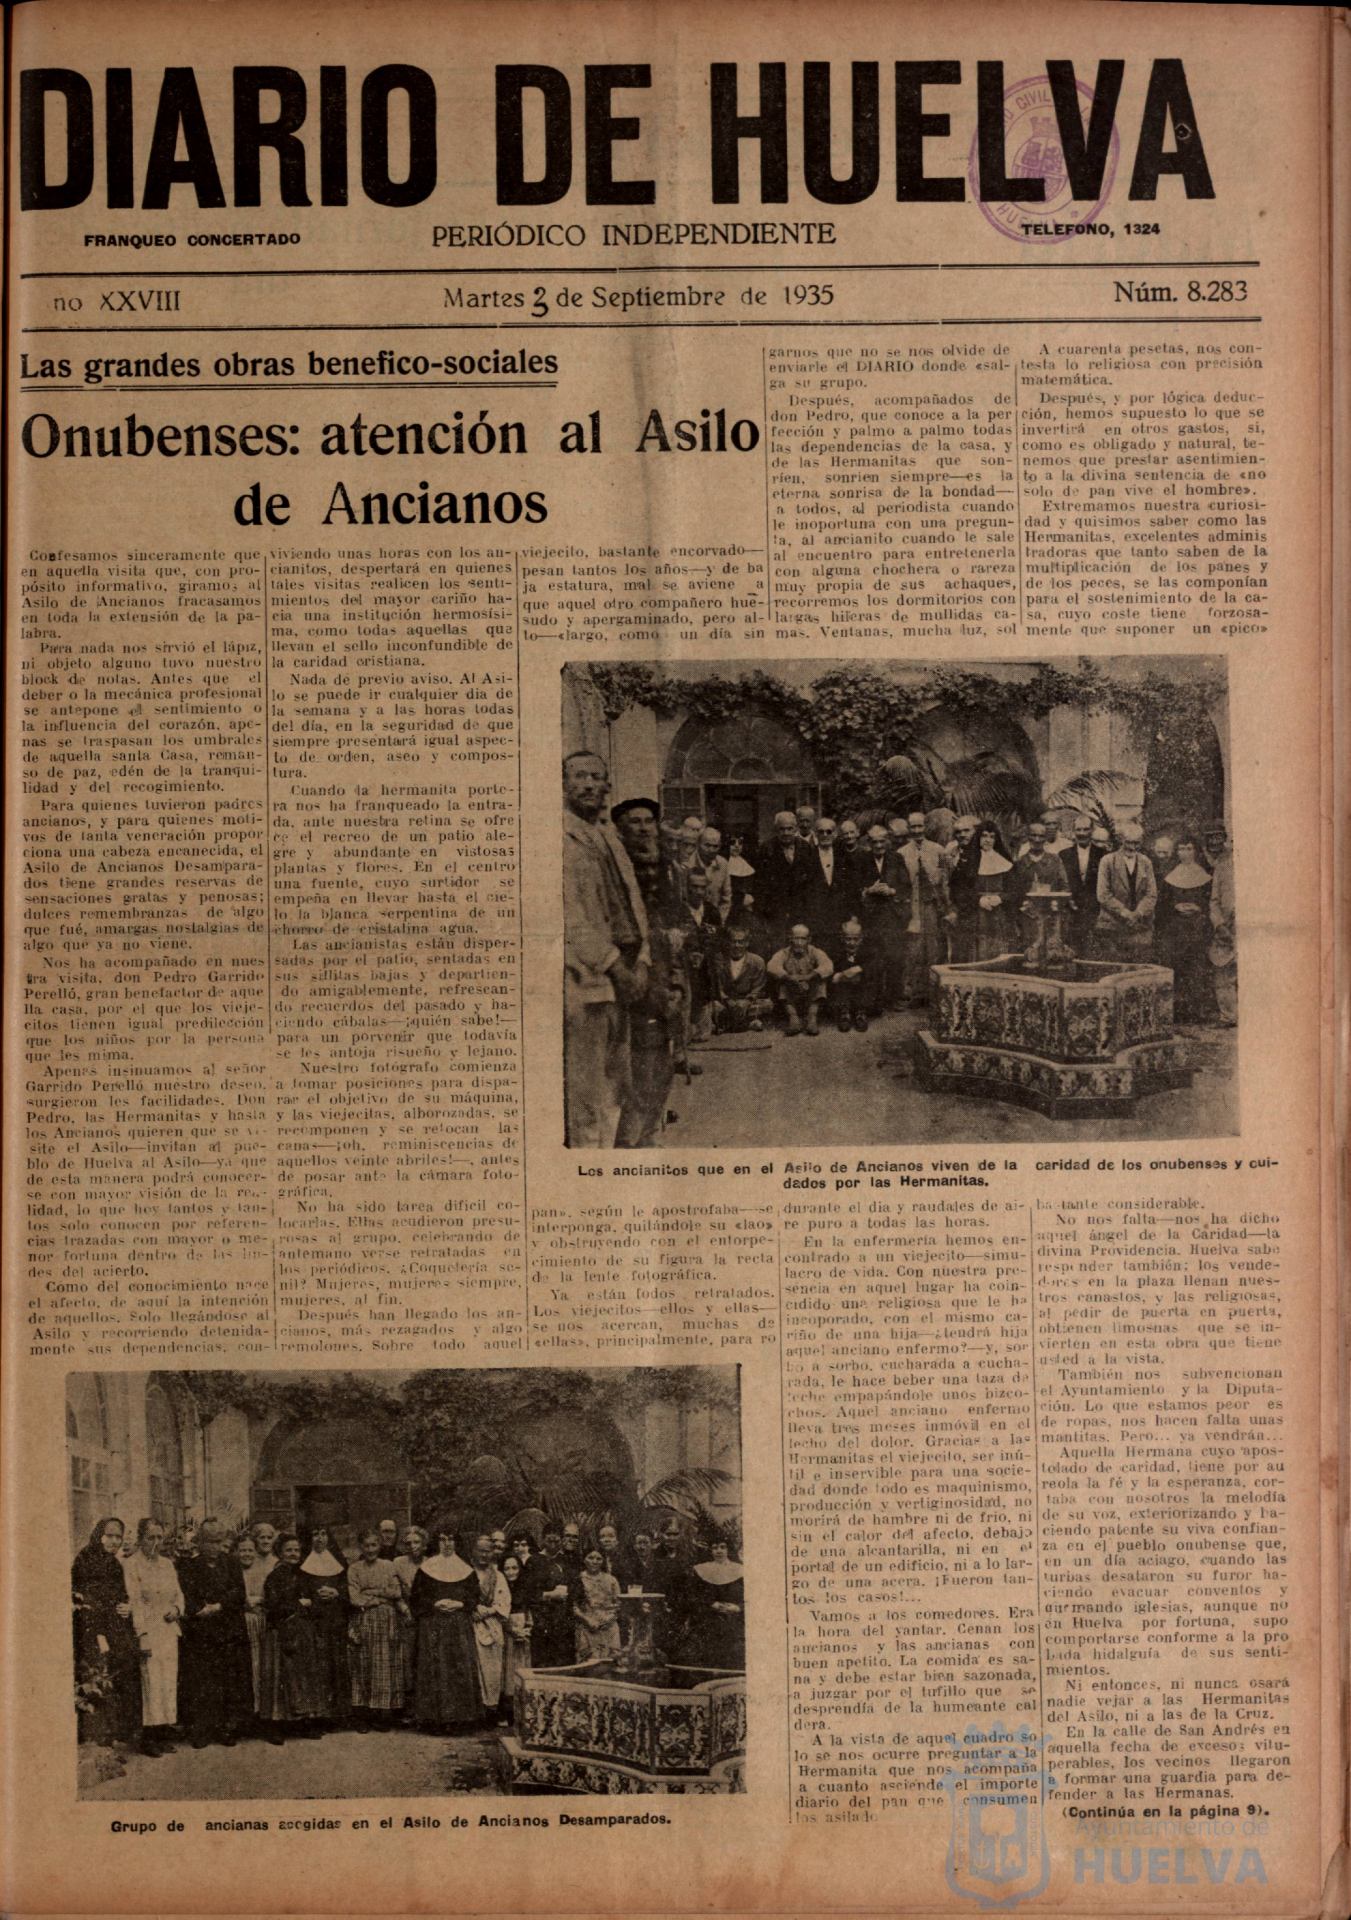 DIARIO DE HUELVA
FRANQUEO CONCERTADO
PERIÓDICO INDEPENDIENTE
TELEFONO, 1324
no XXVIII
Martes 3 de Septiembre de 1935
Núm. 8.283
Las grandes obras benefico-sociales
Onubenses: atención al Asilo
de Ancianos
Confesamos sinceramente que
en aquella visita que, con pro-
pósito informativo, giramos al
Asilo de Ancianos fracasamos
en toda la extensión de la pa-
labra.
Para nada nos sirvió el lápiz,
ni objeto alguno tuvo nuestro
block de notas. Antes que el
deber o la mecánica profesional
se antepone el sentimiento o
la influencia del corazón, ape-
nas se traspasan los umbrales
de aquella santa Casa, reman-
so de paz, edén de la tranqui-
lidad y del recogimiento.
Para quienes tuvieron padres
ancianos, y para quienes moti-
vos de tanta veneración propor
ciona una cabeza encanecida, el
Asilo de Ancianos Desampara-
dos tiene grandes reservas de
sensaciones gratas y penosas;
dulces remembranzas de algo
que fué, amargas nostalgias de
algo que ya no viene.
Nos ha acompañado en nues
tra visita, don Pedro Garrido
Perelló, gran benefactor de aque
lla casa, por el que los vieje-
citos tienen igual predilección
que los niños por la persona
que les mima.
Apenas insinuamos al señor
Garrido Perelló nuestro deseo,
surgieron les facilidades. Don
Pedro, las Hermanitas y hasta
los Ancianos quieren que se vi-
site el Asilo—invitan al pue-
blo de Huelva al Asilo—ya que
de esta manera podrá conocer-
se con mayor visión de la rea-
lidad, lo que hoy tantos y tan-
tos solo conocen por referen-
cias trazadas con mayor o me-
nor fortuna dentro de las lin-
des del acierto.
Como del conocimiento nace
el afecto, de aquí la intención
de aquellos. Solo llegándose al
Asilo y recorriendo detenida-
mente sus dependencias, con-
viviendo unas horas con los an-
cianitos, despertará en quienes
tales visitas realicen los senti-
mientos del mayor cariño ha-
cia una institución hermosísi-
ma, como todas aquellas que
llevan el sello inconfundible de
la caridad cristiana.
Nada de previo aviso. Al Asi-
lo se puede ir cualquier dia de
la semana y a las horas todas
del día, en la seguridad de que
siempre presentará igual aspec-
to de orden, aseo y compos-
tura.
Cuando la hermanita porte-
ra nos ha franqueado la entra-
da, ante nuestra retina se ofre
ce el recreo de un patio ale-
gre y abundante en vistosas
plantas y flores. En el centro
una fuente, cuyo surtidor se
empeña en llevar hasta el cie-
lo la blanca serpentina de un
chorro de cristalina agua.
Las ancianistas están disper-
sadas por el patio, sentadas en
sus sillitas bajas y departien-
do amigablemente, refrescan-
do recuerdos del pasado y ha-
ciendo cábalas—¡quién sabe!—
para un porvenir que todavía
se les antoja risueño y lejano.
Nuestro fotógrafo comienza
a tomar posiciones para dispa-
rar el objetivo de su máquina,
y las viejecitas, alborozadas, se
recomponen y se retocan las
canas—¡oh, reminiscencias de
aquellos veinte abriles!—, antes
de posar ante la cámara foto-
gráfica.
No ha sido tarea difícil co-
locarlas. Ellas acudieron presu-
rosas al grupo, celebrando de
antemano verse retratadas en
los periódicos. ¿Coquetería se-
nil? Mujeres, mujeres siempre,
mujeres, al fin.
Después han llegado los an-
cianos, más rezagados y algo
remolones. Sobre todo aquel
viejecito, bastante encorvado—
pesan tantos los años—y de ba
ja estatura, mal se aviene a
que aquel otro compañero hue-
sudo y apergaminado, pero al-
to—«largo, como un día sin
pan», según le apostrofaba—se
interponga, quitándole su «lao»
y obstruyendo con el entorpe-
cimiento de su figura la recta
de la lente fotográfica.
Ya están todos retratados.
Los viejecitos—ellos y ellas—
se nos acercan, muchas de
«ellas», principalmente, para ro
garnos que no se nos olvide de
enviarle el DIARIO donde «sal-
ga su grupo.
Después, acompañados de
don Pedro, que conoce a la per
fección y palmo a palmo todas
las dependencias de la casa, y
de las Hermanitas que son-
ríen, sonrien siempre—es la
eterna sonrisa de la bondad—
a todos, al periodista cuando
le inoportuna con una pregun-
ta, al ancianito cuando le sale
al encuentro para entretenerla
con alguna chochera o rareza
muy propia de sus achaques,
recorremos los dormitorios con
largas hileras de mullidas ca-
mas. Ventanas, mucha luz, sol
durante el dia y raudales de ai-
re puro a todas las horas.
En la enfermería hemos en-
contrado a un viejecito—simu-
lacro de vida. Con nuestra pre-
sencia en aquel lugar ha coin-
cidido una religiosa que le ha
incoporado, con el mismo ca-
riño de una hija—¿tendrá hija
aquel anciano enfermo?—y, sor
bo a sorbo, cucharada a cucha-
rada, le hace beber una taza de
leche empapándole unos bizco-
chos. Aquel anciano enfermo
lleva tres meses inmóvil en el
lecho del dolor. Gracias a las
Hermanitas el viejecito, ser inú-
til e inservible para una socie-
dad donde todo es maquinismo,
producción y vertiginosidad, no
morirá de hambre ni de frio, ni
sin el calor del afecto, debajo
de una alcantarilla, ni en el
portal de un edificio, ni a lo lar-
go de una acera. ¡Fueron tan-
tos los casos!...
Vamos a los comedores. Era
la hora del yantar. Cenan los
ancianos y las ancianas con
buen apetito. La comida es sa-
na y debe estar bien sazonada,
a juzgar por el tufillo que se
desprendía de la humeante cal
dera.
A la vista de aquel cuadro so
lo se nos ocurre preguntar a la
Hermanita que nos acompaña
a cuanto asciende el importe
diario del pan que consumen
los asilado
A cuarenta pesetas, nos con-
testa lo religiosa con precisión
matemática.
Después, y por lógica deduc-
ción, hemos supuesto lo que se
invertirá en otros gastos, si,
como es obligado y natural, te-
nemos que prestar asentimien-
to a la divina sentencia de «no
solo de pan vive el hombre».
Extremamos nuestra curiosi-
dad y quisimos saber como las
Hermanitas, excelentes adminis
tradoras que tanto saben de la
multiplicación de los panes y
de los peces, se las componían
para el sostenimiento de la ca-
sa, cuyo coste tiene forzosa-
mente que suponer un «pico»
bastante considerable.
No nos falta—nos ha dicho
aquel ángel de la Caridad—la
divina Providencia. Huelva sabe
responder también; los vende-
dores en la plaza llenan nues-
tros canastos, y las religiosas,
al pedir de puerta en puerta,
obtienen limosnas que se in-
vierten en esta obra que tiene
usted a la vista.
También nos subvencionan
el Ayuntamiento y la Diputa-
ción. Lo que estamos peor es
de ropas, nos hacen falta unas
mantitas. Pero... ya vendrán...
Aquella Hermana cuyo apos-
tolado de caridad, tiene por au
reola la fé y la esperanza, cor-
taba con nosotros la melodía
de su voz, exteriorizando y ha-
ciendo patente su viva confian-
za en el pueblo onubense que,
en un día aciago, cuando las
turbas desataron su furor ha-
ciendo evacuar conventos y
quemando iglesias, aunque no
en Huelva por fortuna, supo
comportarse conforme a la pro
bada hidalguía de sus senti-
mientos.
Ni entonces, ni nunca osará
nadie vejar a las Hermanitas
del Asilo, ni a las de la Cruz.
En la calle de San Andrés en
aquella fecha de excesos vitu-
perables, los vecinos llegaron
a formar una guardia para de-
fender a las Hermanas.
(Continúa en la página 9).
Los ancianitos que en el Asilo de Ancianos viven de la caridad de los onubenses y cui-
dados por las Hermanitas.
Grupo de ancianas acogidas en el Asilo de Ancianos Desamparados.
CIVIL
HUELVA
Ayuntamiento de
HUELVA